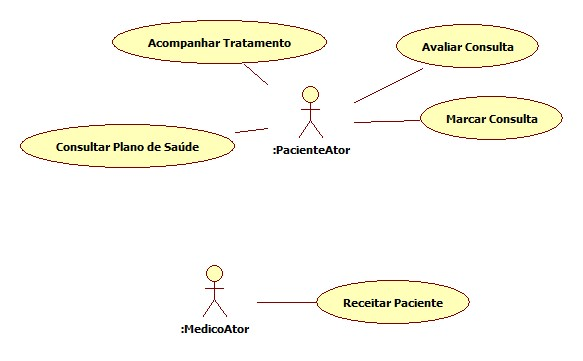 Acompanhar Tratamento
Avaliar Consulta
Marcar Consulta
Consultar Plano de Saúde
:PacienteAtor
Receitar Paciente
:MedicoAtor